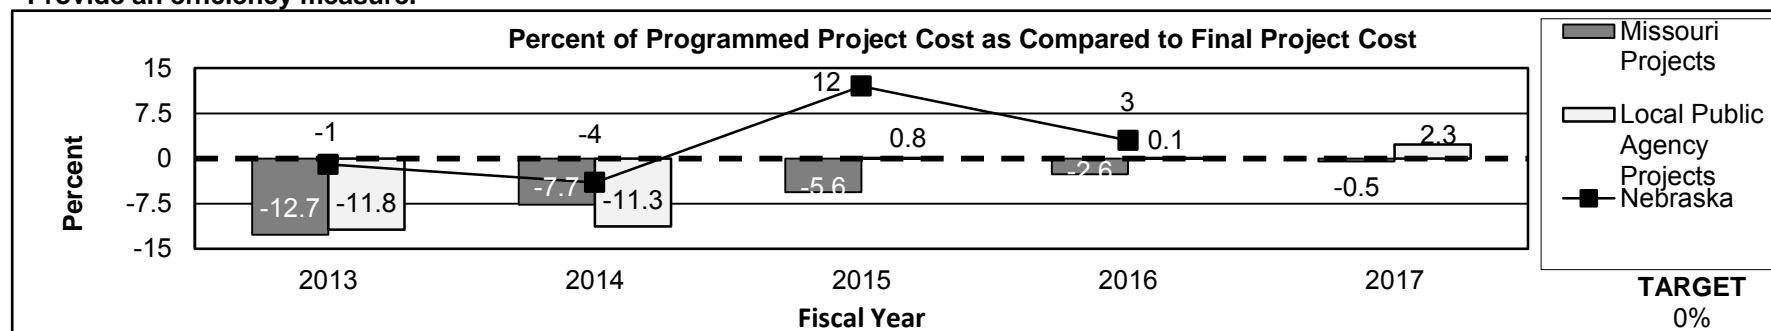 Provide an efficiency measure.
Percent of Programmed Project Cost as Compared to Final Project Cost
Percent
15
7.5
0
-7.5
-15
-1
-4
12
3
-12.7
-11.8
-7.7
-11.3
-5.6
0.8
-2.6
0.1
-0.5
2.3
2013
2014
2015
2016
2017
Fiscal Year
Missouri
Projects
Local Public
Agency
Projects
Nebraska
TARGET
0%